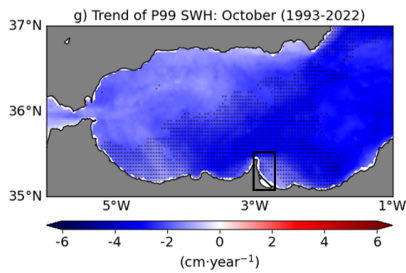 g) Trend of P99 SWH: October (1993-2022)
37°N
36°N
35°N
5°W 3°W 1°W
-6 -4 -2 0 2 4 6
(cm·year⁻¹)